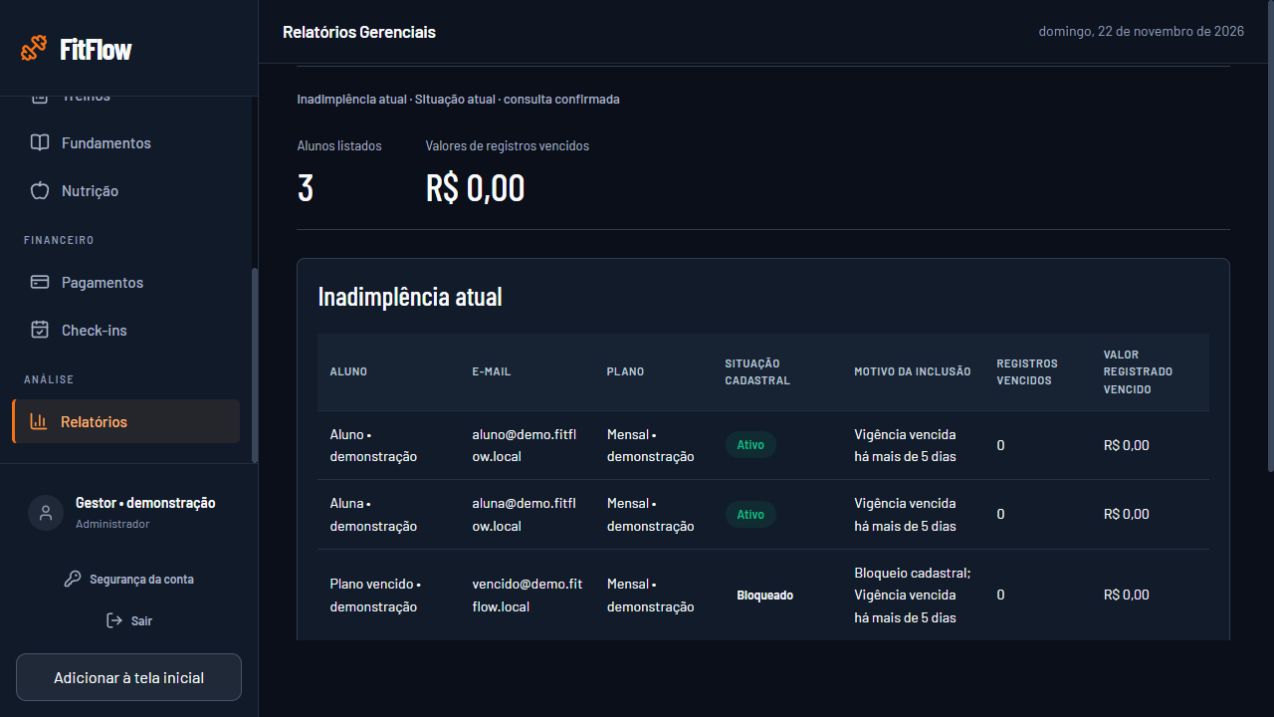 FitFlow
Relatórios Gerenciais
domingo, 22 de novembro de 2026
Treinos
Fundamentos
Nutrição
FINANCEIRO
Pagamentos
Check-ins
ANÁLISE
Relatórios
Gestor • demonstração
Administrador
Segurança da conta
Sair
Adicionar à tela inicial
Inadimplência atual · Situação atual · consulta confirmada
Alunos listados
Valores de registros vencidos
3
R$ 0,00
Inadimplência atual
ALUNO
E-MAIL
PLANO
SITUAÇÃO
CADASTRAL
MOTIVO DA INCLUSÃO
REGISTROS
VENCIDOS
VALOR
REGISTRADO
VENCIDO
Aluno •
demonstração
aluno@demo.fitfl
ow.local
Mensal •
demonstração
Ativo
Vigência vencida
há mais de 5 dias
0
R$ 0,00
Aluna •
demonstração
aluna@demo.fitfl
ow.local
Mensal •
demonstração
Ativo
Vigência vencida
há mais de 5 dias
0
R$ 0,00
Plano vencido •
demonstração
vencido@demo.fit
flow.local
Mensal •
demonstração
Bloqueado
Bloqueio cadastral;
Vigência vencida
há mais de 5 dias
0
R$ 0,00